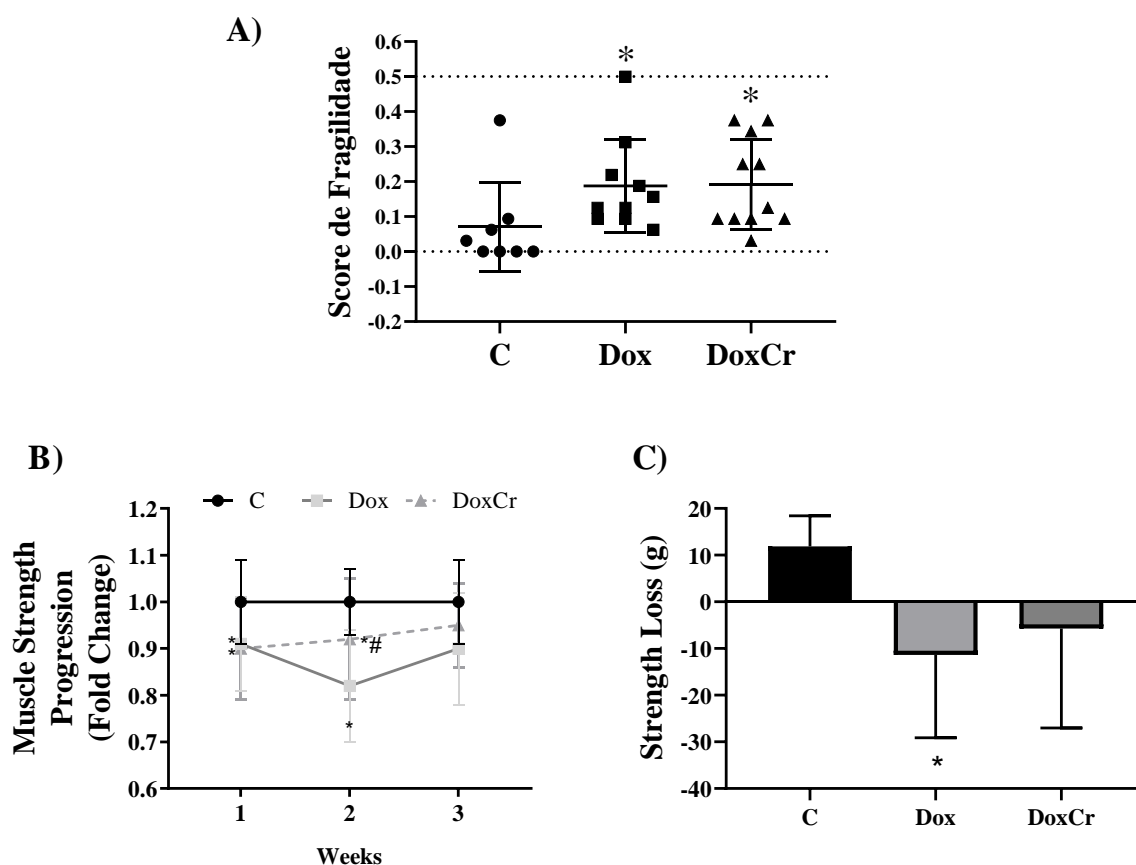 A)
Score de Fragilidade
0.6
0.5
0.4
0.3
0.2
0.1
0.0
-0.1
-0.2
*
*
C Dox DoxCr
B)
Muscle Strength
Progression
(Fold Change)
C Dox DoxCr
1.2
1.1
1.0
0.9
0.8
0.7
0.6
*
*
*#
*
1 2 3
Weeks
C)
Strength Loss (g)
20
10
0
-10
-20
-30
-40
*
C Dox DoxCr